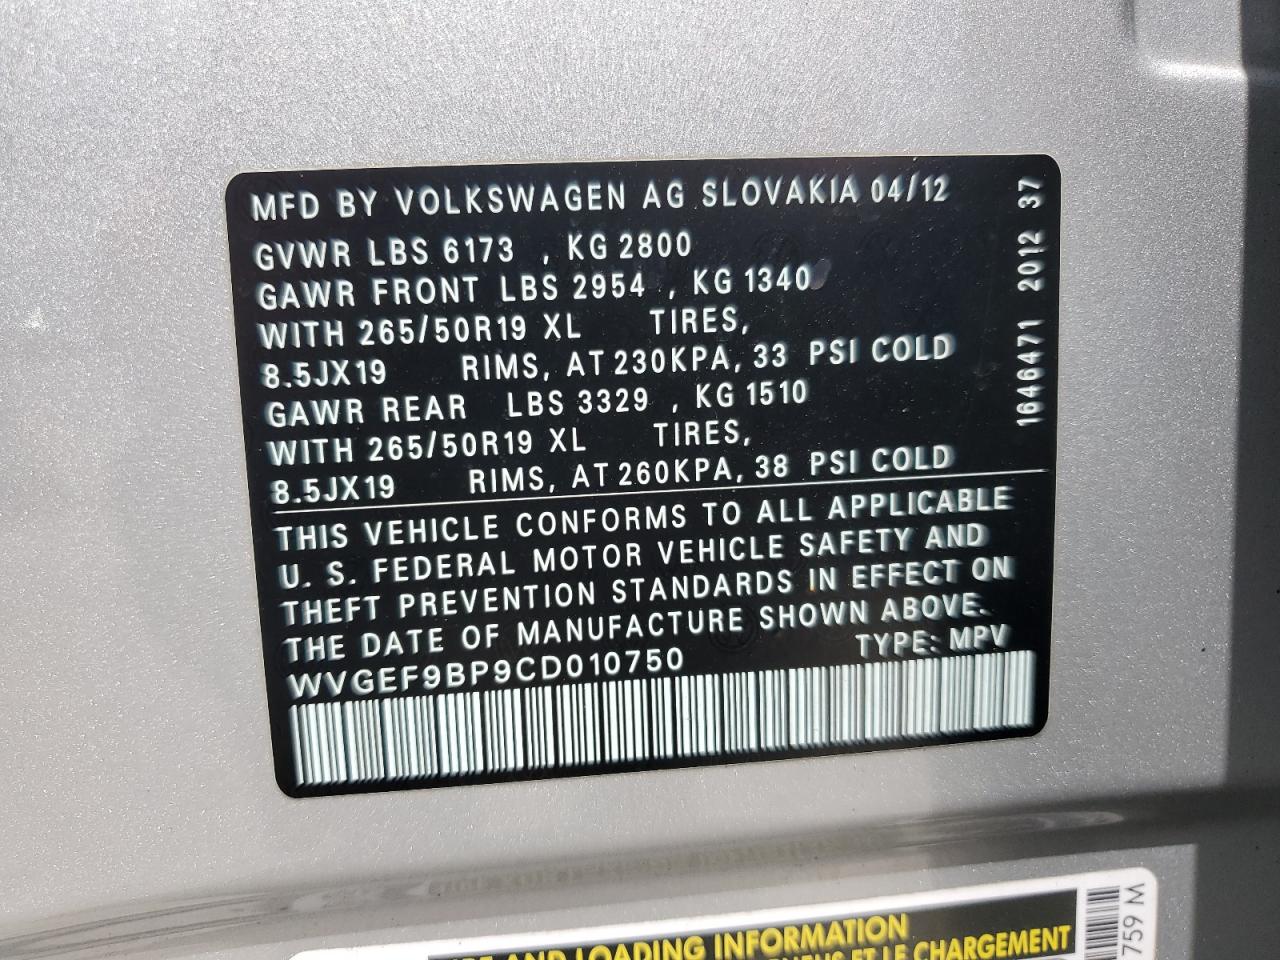 MFD BY VOLKSWAGEN AG SLOVAKIA 04/12
GVWR LBS 6173 , KG 2800
GAWR FRONT LBS 2954 , KG 1340
WITH 265/50R19 XL TIRES,
8.5JX19 RIMS, AT 230KPA, 33 PSI COLD
GAWR REAR LBS 3329 , KG 1510
WITH 265/50R19 XL TIRES,
8.5JX19 RIMS, AT 260KPA, 38 PSI COLD
1646471 2012 37
THIS VEHICLE CONFORMS TO ALL APPLICABLE
U. S. FEDERAL MOTOR VEHICLE SAFETY AND
THEFT PREVENTION STANDARDS IN EFFECT ON
THE DATE OF MANUFACTURE SHOWN ABOVE.
WVGEF9BP9CD010750 TYPE: MPV
AND LOADING INFORMATION
ET LE CHARGEMENT
759 M